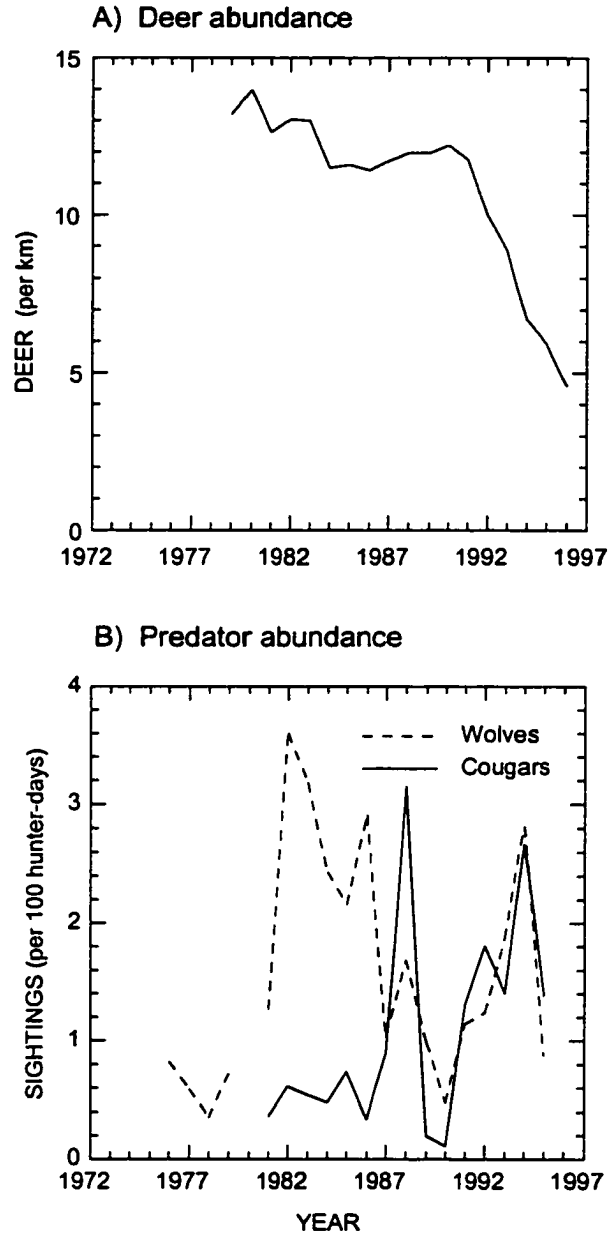 A) Deer abundance
15
10
5
0
DEER (per km)
1972 1977 1982 1987 1992 1997
B) Predator abundance
4
3
2
1
0
SIGHTINGS (per 100 hunter-days)
Wolves
Cougars
1972 1977 1982 1987 1992 1997
YEAR